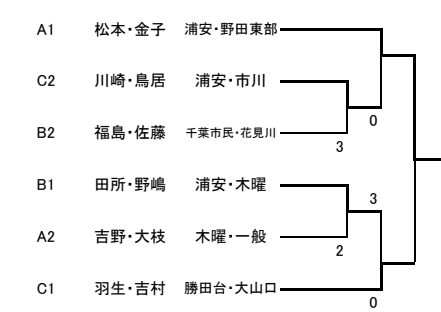 A1 松本・金子 浦安・野田東部
C2 川崎・鳥居 浦安・市川
0
B2 福島・佐藤 千葉市民・花見川
3
B1 田所・野嶋 浦安・木曜
3
A2 吉野・大枝 木曜・一般
2
C1 羽生・吉村 勝田台・大山口
0